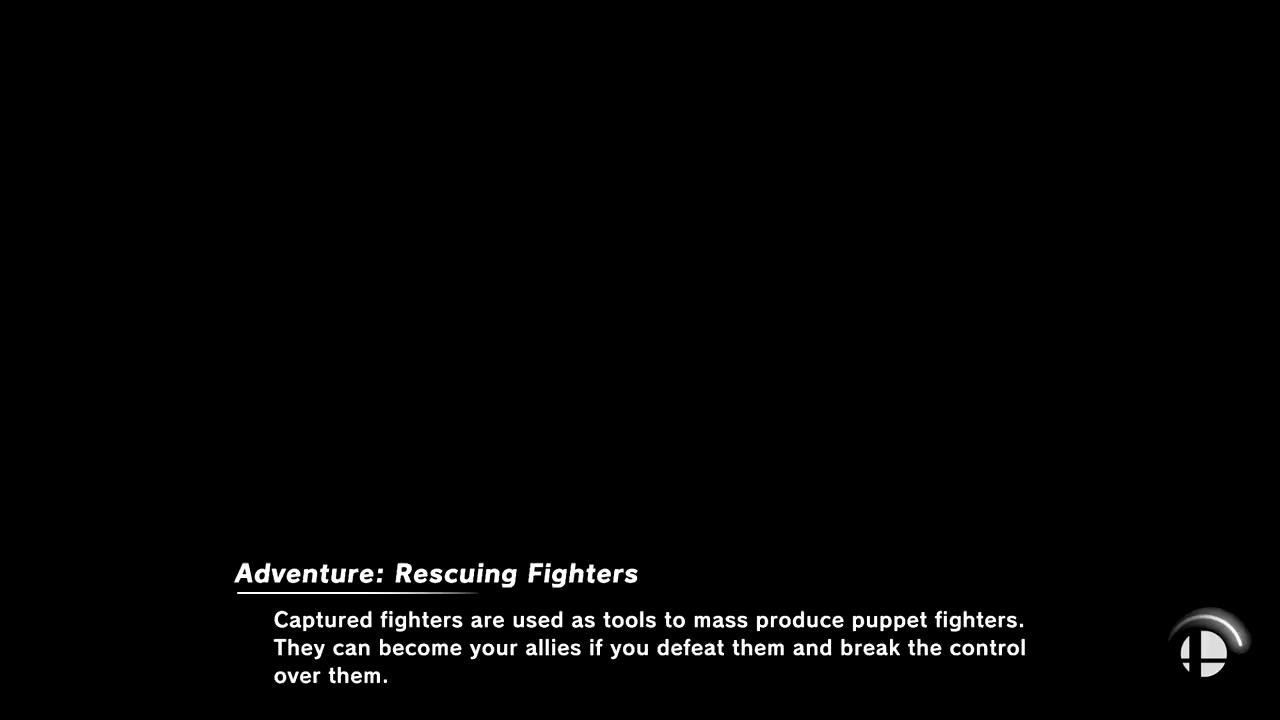 Adventure: Rescuing Fighters
Captured fighters are used as tools to mass produce puppet fighters.
They can become your allies if you defeat them and break the control
over them.